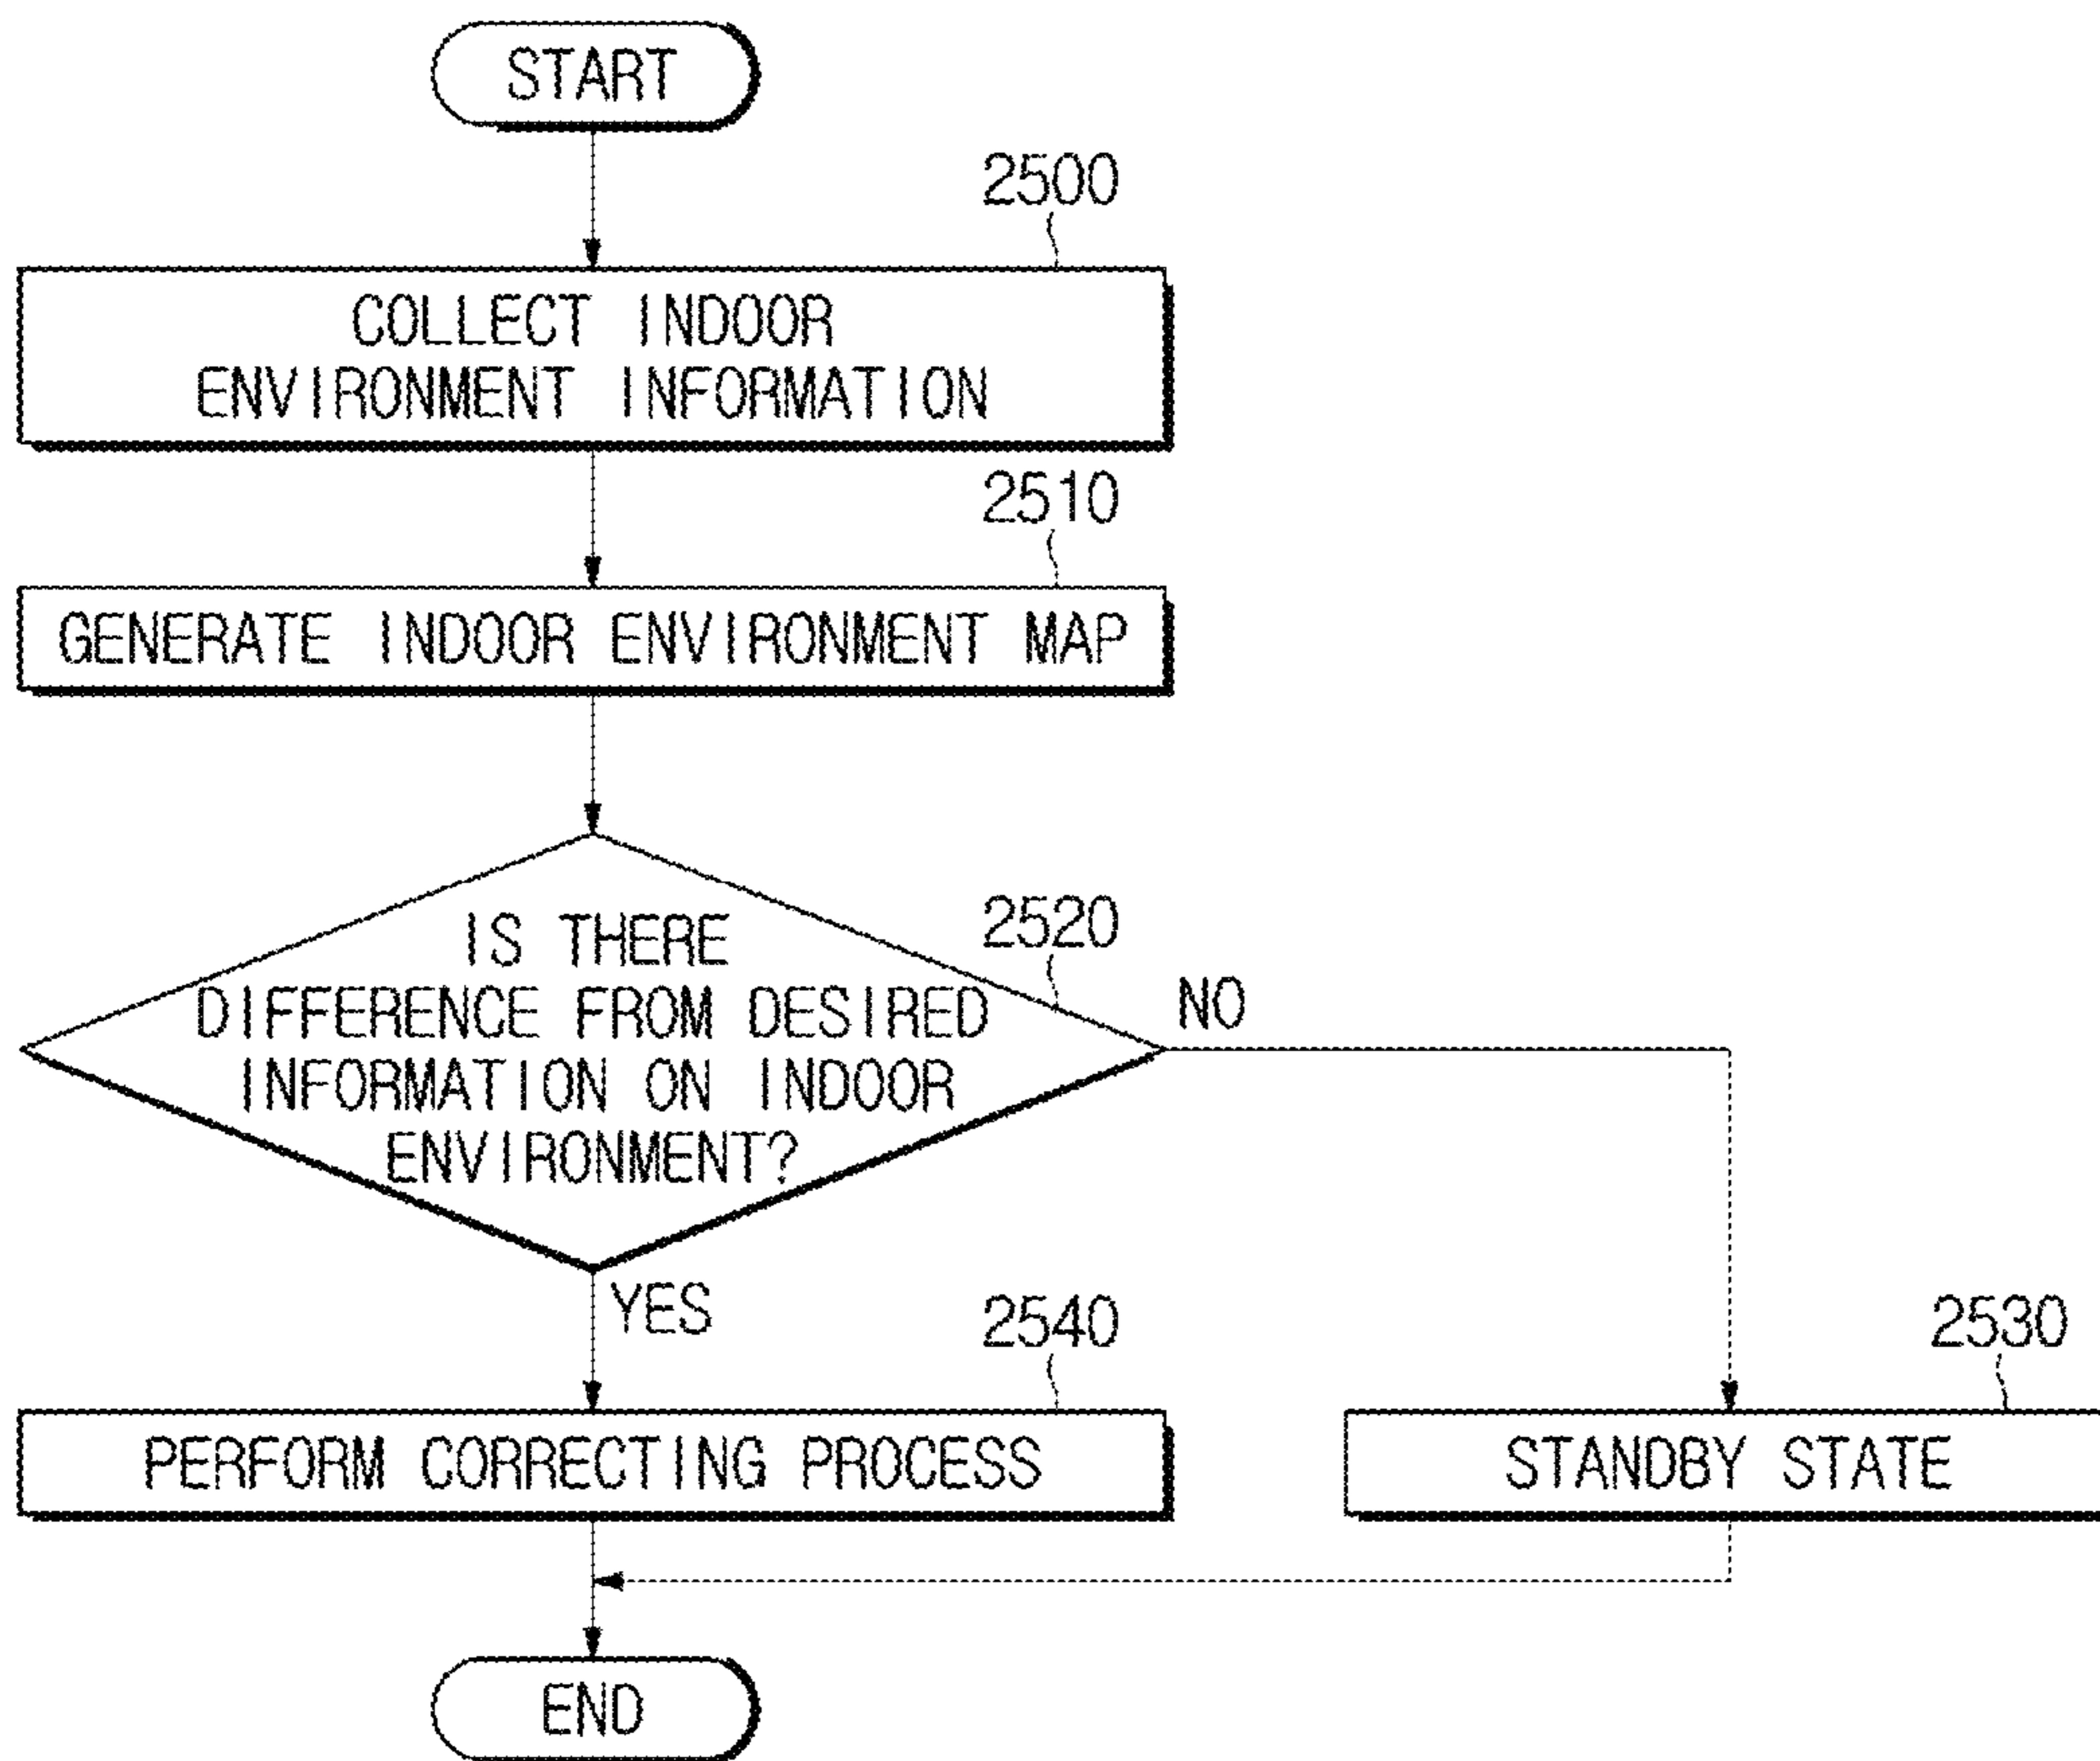 START
2500
COLLECT INDOOR
ENVIRONMENT INFORMATION
2510
GENERATE INDOOR ENVIRONMENT MAP
2520
IS THERE
DIFFERENCE FROM DESIRED
INFORMATION ON INDOOR
ENVIRONMENT?
NO
YES
2540
PERFORM CORRECTING PROCESS
2530
STANDBY STATE
END